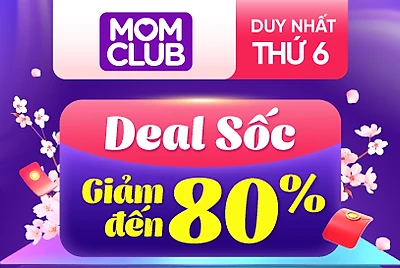 MOM
CLUB
DUY NHẤT
THỨ 6
Deal Sốc
Giảm
đến
80%